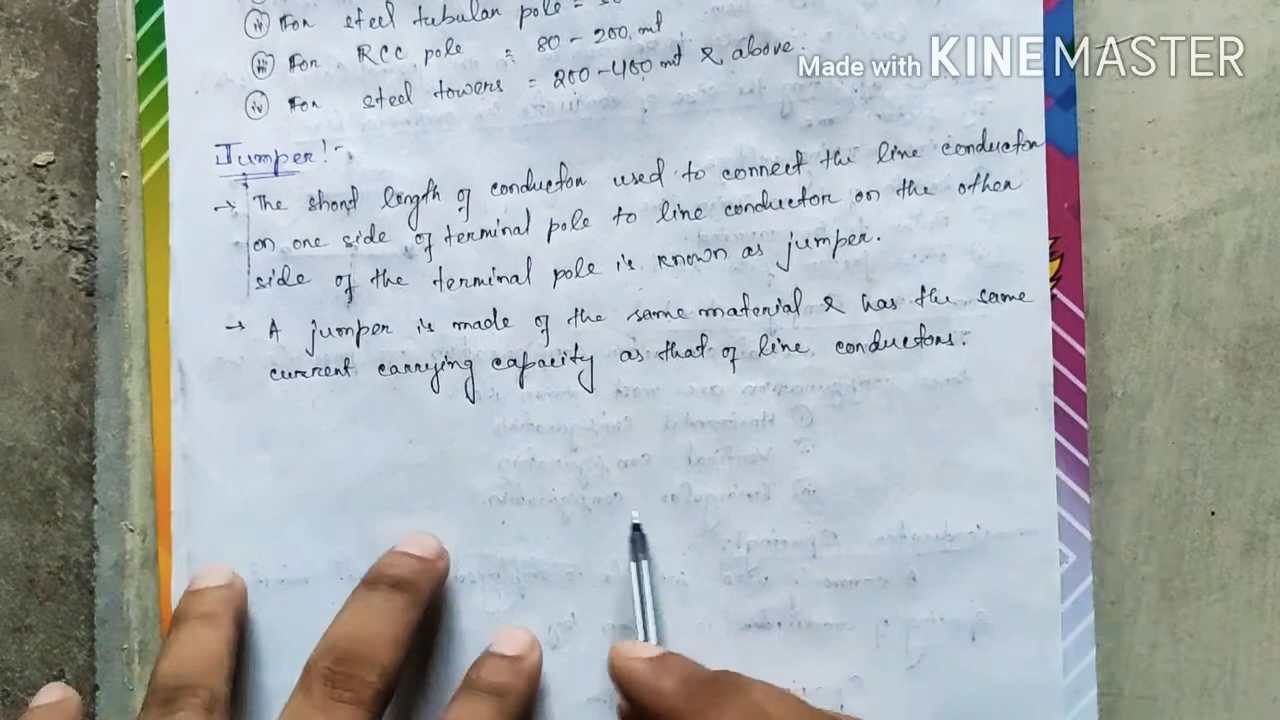 (ii) For steel tubular pole =
(iii) For RCC pole = 80 - 200 mt
(iv) For steel towers = 200-400 mt & above.
Made with KINEMASTER
Jumper:-
→ The short length of conductor used to connect the line conductor
on one side of terminal pole to line conductor on the other
side of the terminal pole is known as jumper.
→ A jumper is made of the same material & has the same
current carrying capacity as that of line conductors.